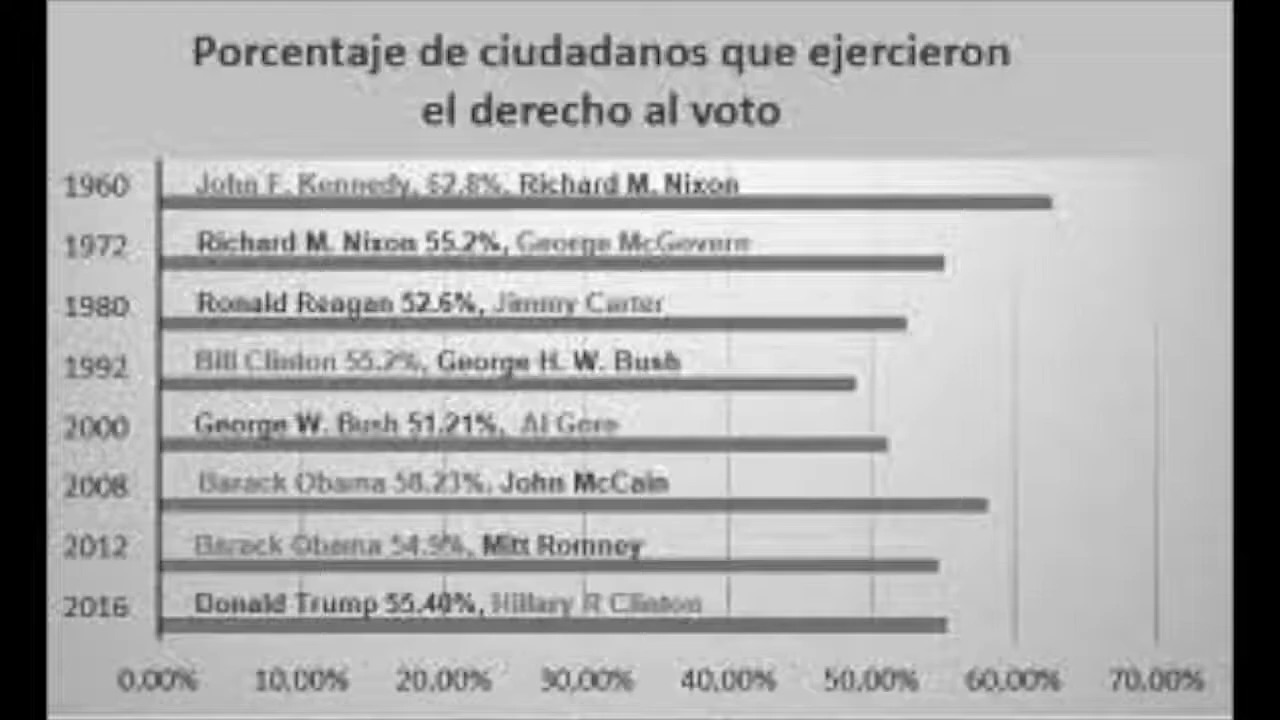 Porcentaje de ciudadanos que ejercieron
el derecho al voto
1960 John F. Kennedy, 62.8%, Richard M. Nixon
1972 Richard M. Nixon 55.2%, George McGovern
1980 Ronald Reagan 52.6%, Jimmy Carter
1992 Bill Clinton 55.2%, George H. W. Bush
2000 George W. Bush 51.21%, Al Gore
2008 Barack Obama 58.23%, John McCain
2012 Barack Obama 54.9%, Mitt Romney
2016 Donald Trump 55.40%, Hillary R Clinton
0.00% 10.00% 20.00% 30.00% 40.00% 50.00% 60.00% 70.00%